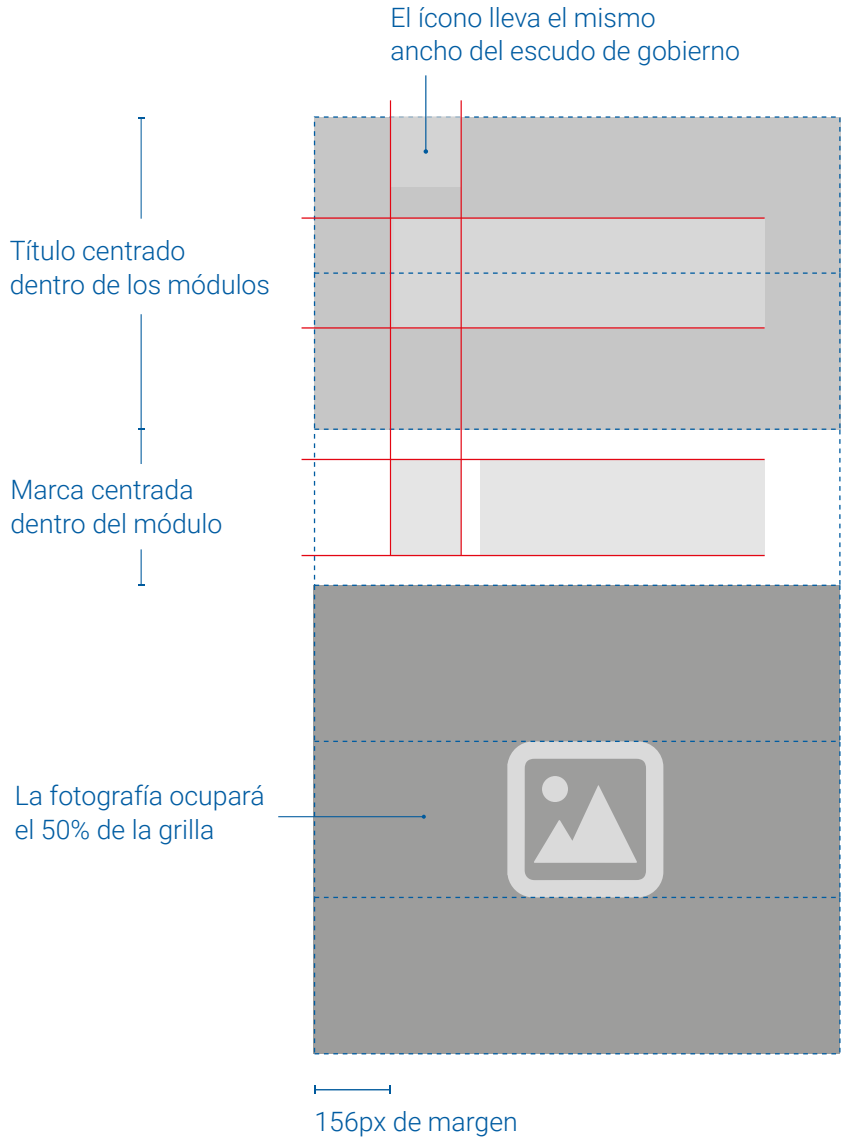 El ícono lleva el mismo
ancho del escudo de gobierno
Título centrado
dentro de los módulos
Marca centrada
dentro del módulo
La fotografía ocupará
el 50% de la grilla
156px de margen